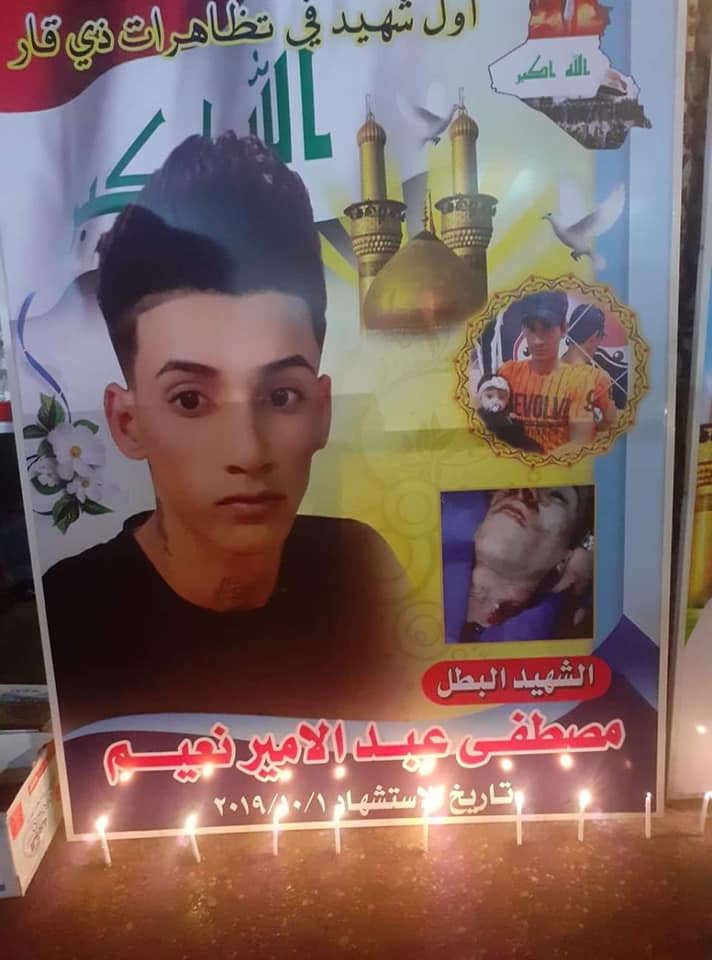 اول شهيد في تظاهرات ذي قار
الله اكبر
الله اكبر
EVOLV
الشهيد البطل
مصطفى عبد الامير نعيم
تاريخ الاستشهاد ٢٠١٩/١٠/١